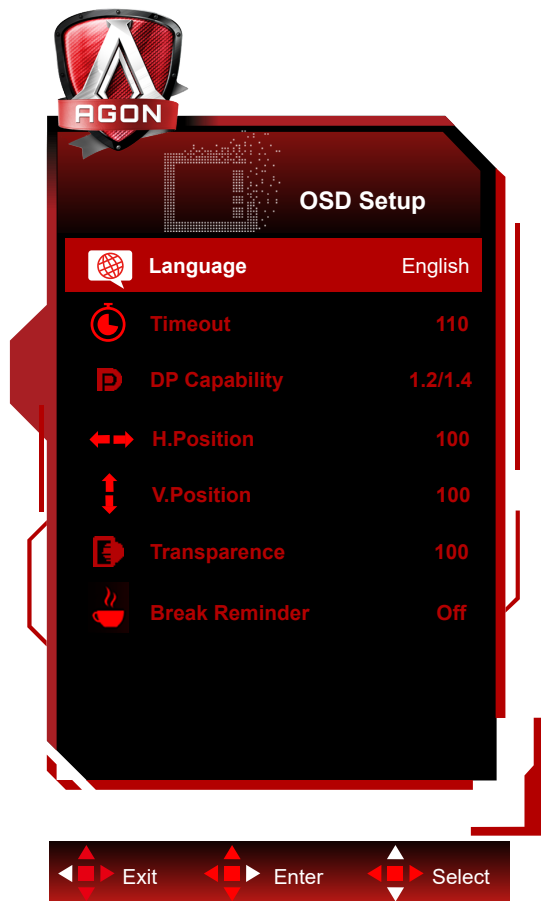 AGON
OSD Setup
Language English
Timeout 110
DP Capability 1.2/1.4
H.Position 100
V.Position 100
Transparence 100
Break Reminder Off
Exit Enter Select